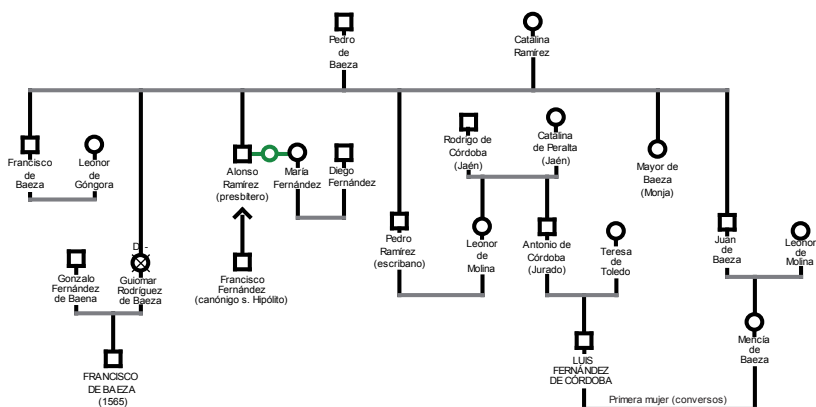 Pedro
de
Baeza
Catalina
Ramírez
Francisco
de
Baeza
Leonor
de
Góngora
Alonso
Ramírez
(presbítero)
María
Fernández
Diego
Fernández
Rodrigo de
Córdoba
(Jaén)
Catalina
de Peralta
(Jaén)
Mayor de
Baeza
(Monja)
D. -
Gonzalo
Fernández
de Baena
Guiomar
Rodríguez
de Baeza
Francisco
Fernández
(canónigo s. Hipólito)
Pedro
Ramírez
(escribano)
Leonor
de
Molina
Antonio de
Córdoba
(Jurado)
Teresa
de
Toledo
Juan
de
Baeza
Leonor
de
Molina
FRANCISCO
DE BAEZA
(1565)
LUIS
FERNÁNDEZ
DE CÓRDOBA
Mencía
de
Baeza
Primera mujer (conversos)